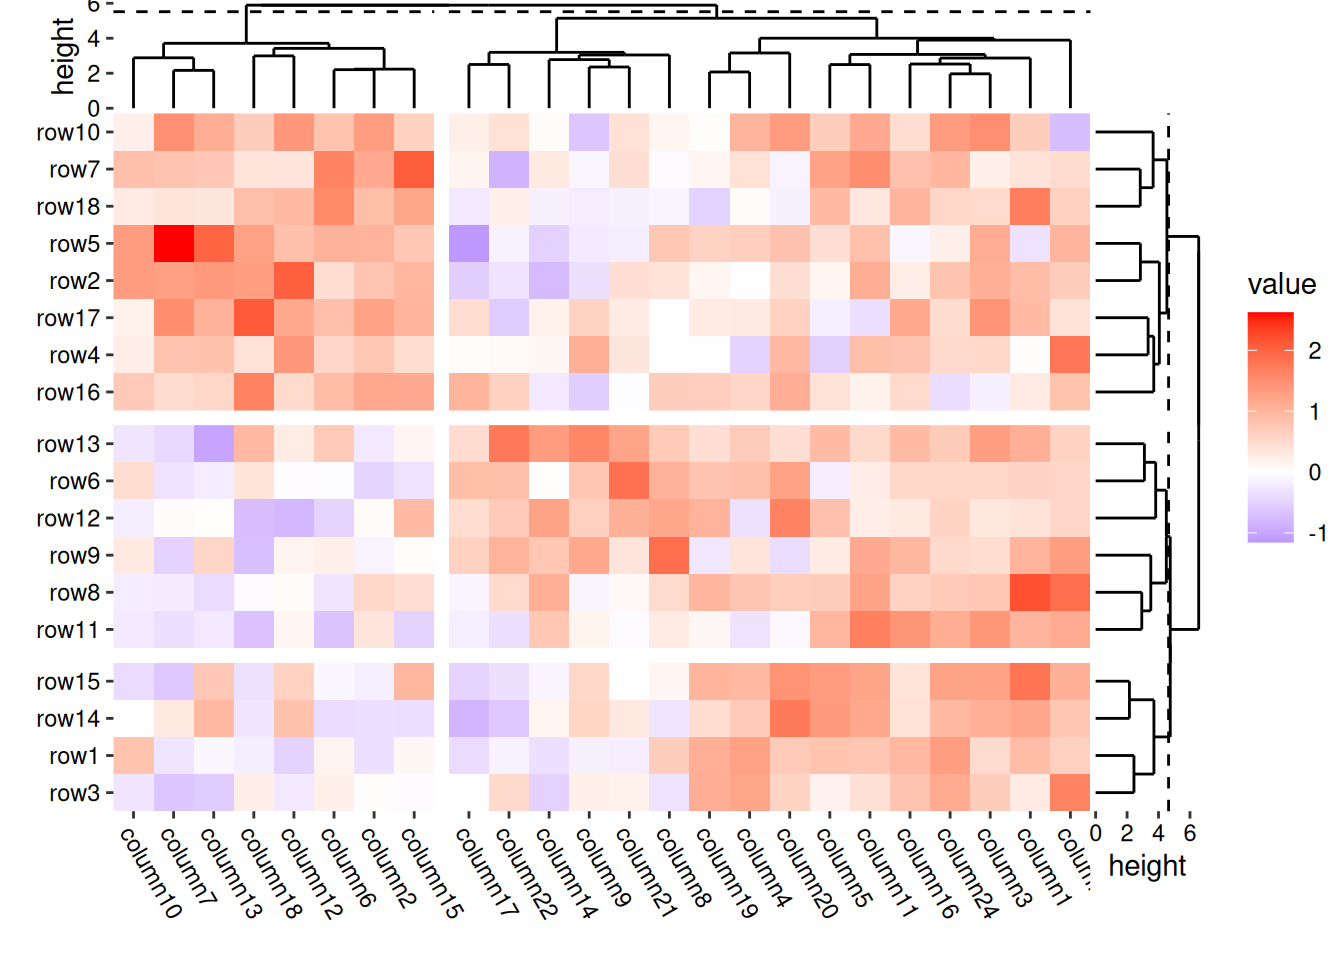 6
4
2
0
height
row10
row7
row18
row5
row2
row17
row4
row16
row13
row6
row12
row9
row8
row11
row15
row14
row1
row3
column10
column7
column13
column18
column12
column6
column2
column15
column17
column22
column14
column9
column21
column8
column19
column4
column20
column5
column11
column16
column24
column3
column1
0 2 4 6
height
value
2
1
0
-1